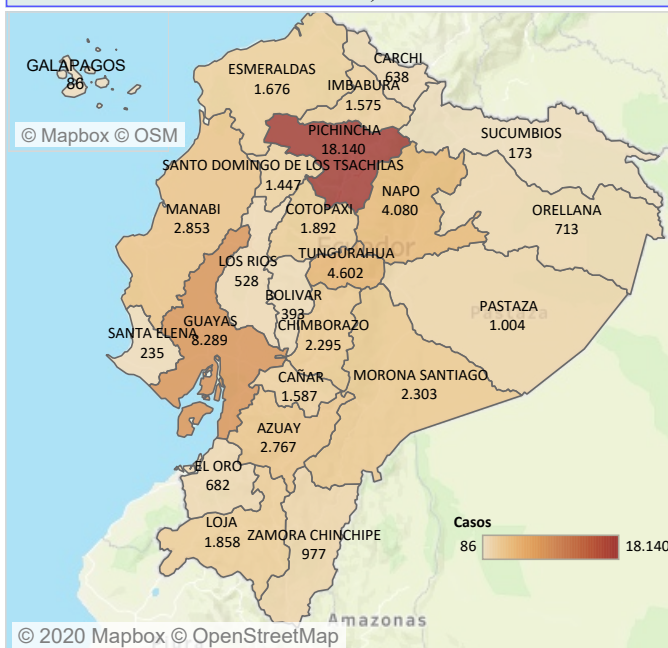 GALAPAGOS
86
© Mapbox © OSM
ESMERALDAS
1.676
CARCHI
638
IMBABURA
1.575
PICHINCHA
18.140
SUCUMBIOS
173
SANTO DOMINGO DE LOS TSACHILAS
1.447
NAPO
4.080
MANABI
2.853
COTOPAXI
1.892
ORELLANA
713
Ecuador
TUNGURAHUA
4.602
LOS RIOS
528
BOLIVAR
393
PASTAZA
Pastaza
1.004
GUAYAS
8.289
SANTA ELENA
235
CHIMBORAZO
2.295
CAÑAR
1.587
MORONA SANTIAGO
2.303
AZUAY
2.767
EL ORO
682
LOJA
1.858
ZAMORA CHINCHIPE
977
Casos
86 18.140
Amazonas
© 2020 Mapbox © OpenStreetMap